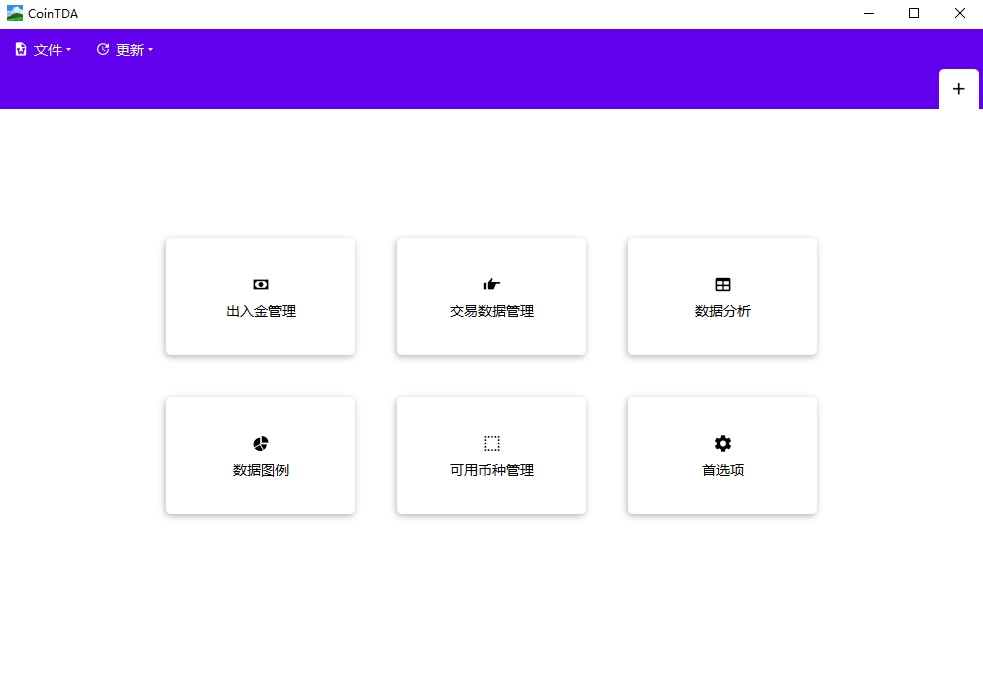 CoinTDA
文件 更新
+
出入金管理 交易数据管理 数据分析
数据图例 可用币种管理 首选项